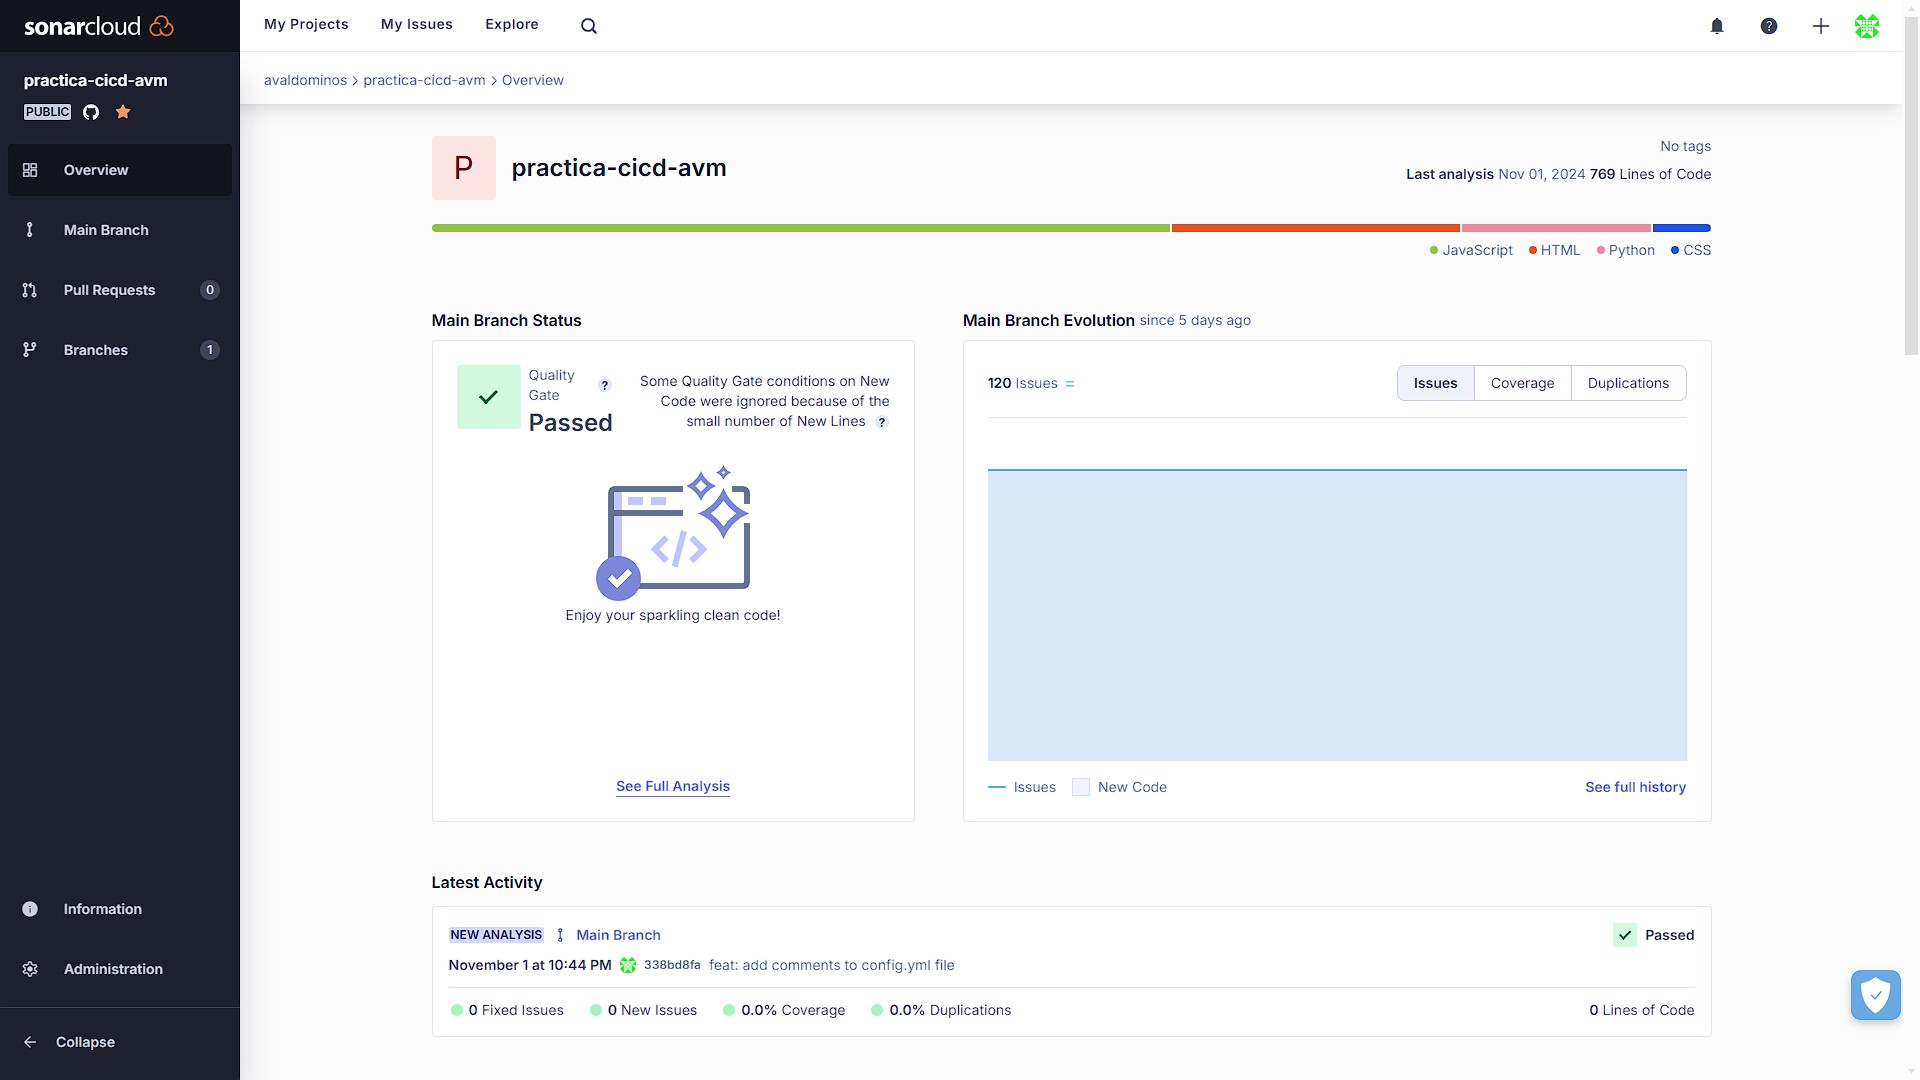 sonarcloud
My Projects
My Issues
Explore
practica-cicd-avm
PUBLIC
Overview
Main Branch
Pull Requests 0
Branches 1
Information
Administration
Collapse
avaldominos > practica-cicd-avm > Overview
P
practica-cicd-avm
No tags
Last analysis Nov 01, 2024 769 Lines of Code
JavaScript HTML Python CSS
Main Branch Status
Quality
Gate ?
Passed
Some Quality Gate conditions on New
Code were ignored because of the
small number of New Lines ?
</>
Enjoy your sparkling clean code!
See Full Analysis
Main Branch Evolution since 5 days ago
120 Issues =
Issues Coverage Duplications
Issues New Code
See full history
Latest Activity
NEW ANALYSIS Main Branch
Passed
November 1 at 10:44 PM 338bd8fa feat: add comments to config.yml file
0 Fixed Issues 0 New Issues 0.0% Coverage 0.0% Duplications
0 Lines of Code